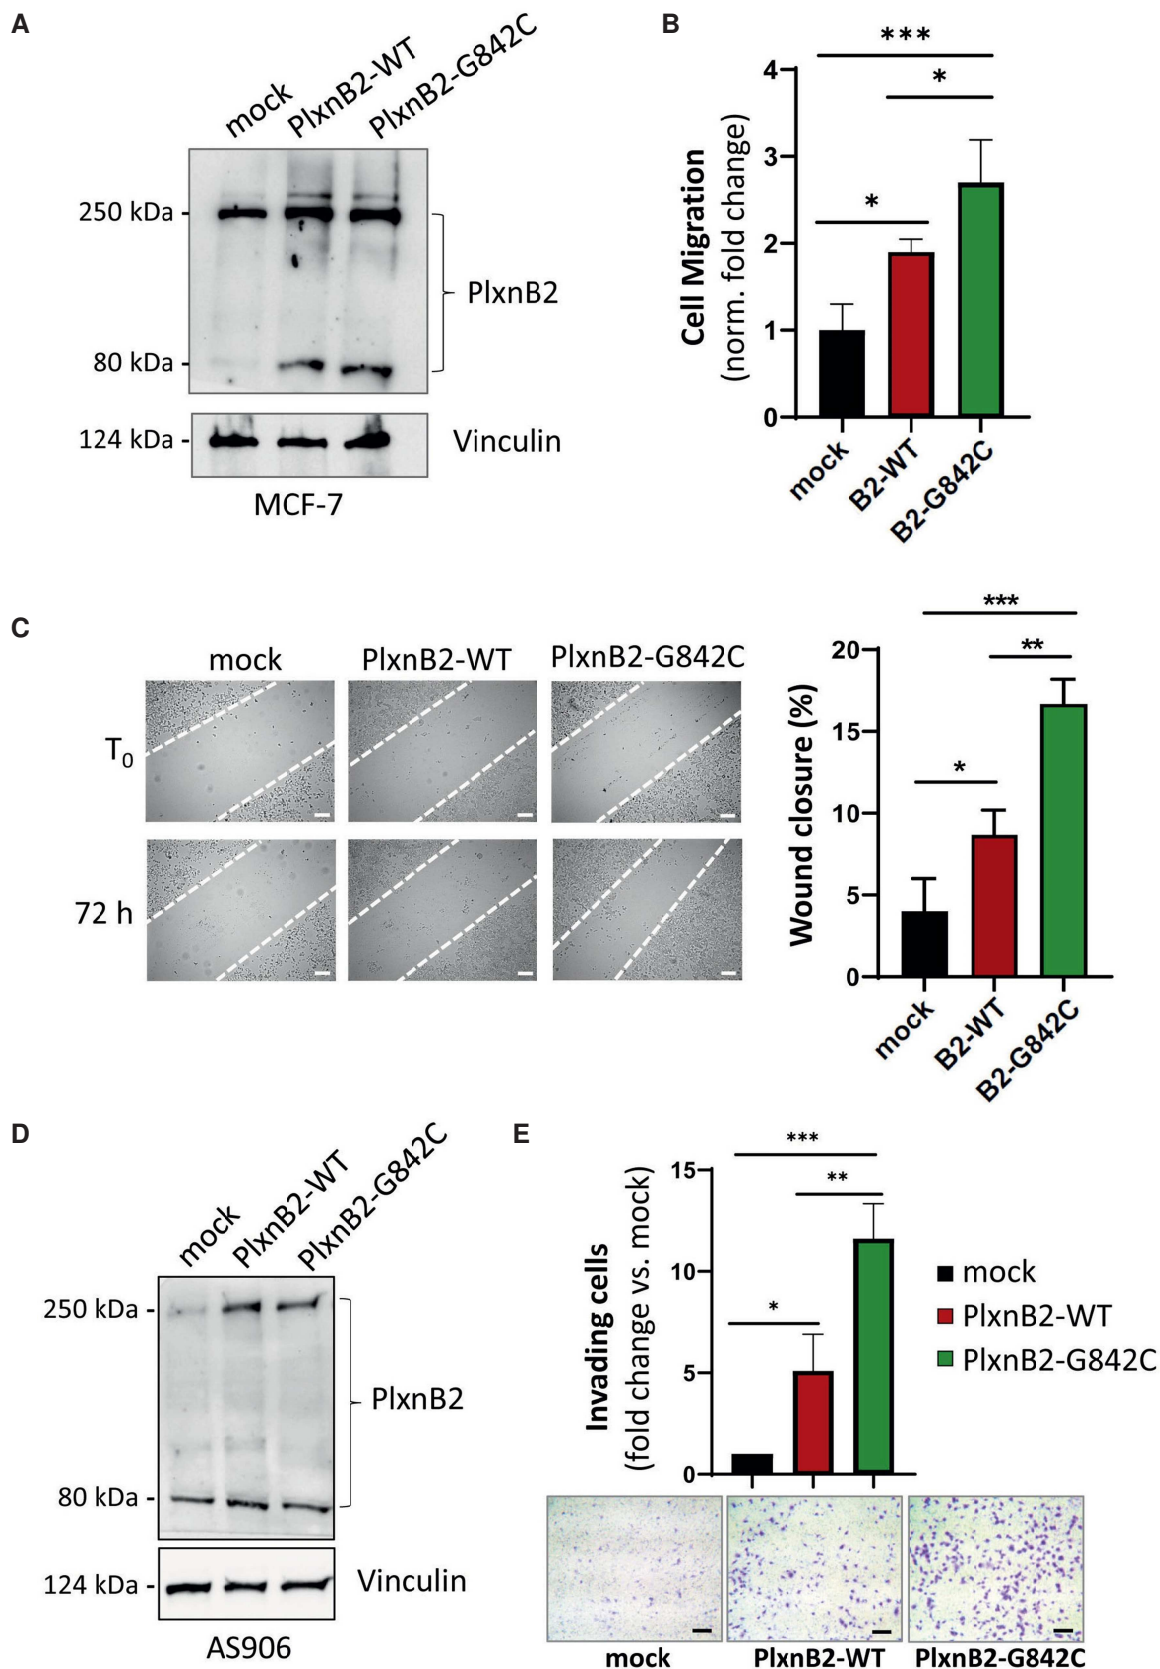 A
mock
PlxnB2-WT
PlxnB2-G842C
250 kDa
PlxnB2
80 kDa
124 kDa
Vinculin
MCF-7
B
***
*
*
Cell Migration
(norm. fold change)
4
3
2
1
0
mock
B2-WT
B2-G842C
C
mock
PlxnB2-WT
PlxnB2-G842C
T0
72 h
***
**
*
Wound closure (%)
20
15
10
5
0
mock
B2-WT
B2-G842C
D
mock
PlxnB2-WT
PlxnB2-G842C
250 kDa
PlxnB2
80 kDa
124 kDa
Vinculin
AS906
E
***
**
*
Invading cells
(fold change vs. mock)
15
10
5
0
mock
PlxnB2-WT
PlxnB2-G842C
mock
PlxnB2-WT
PlxnB2-G842C